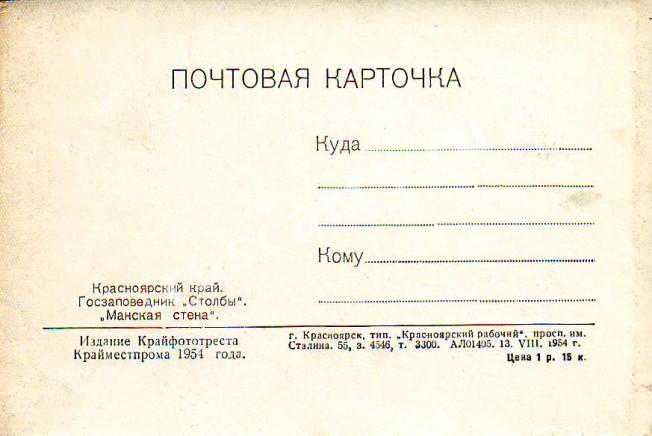 ПОЧТОВАЯ КАРТОЧКА
Куда
Кому
Красноярский край.
Госзаповедник „Столбы“.
„Манская стена“.
Издание Крайфототреста
Крайместпрома 1954 года.
г. Красноярск, тип. „Красноярский рабочий“, просп. им.
Сталина. 55, з. 4546, т. 3300. АЛ01495. 13. VIII. 1954 г.
Цена 1 р. 15 к.